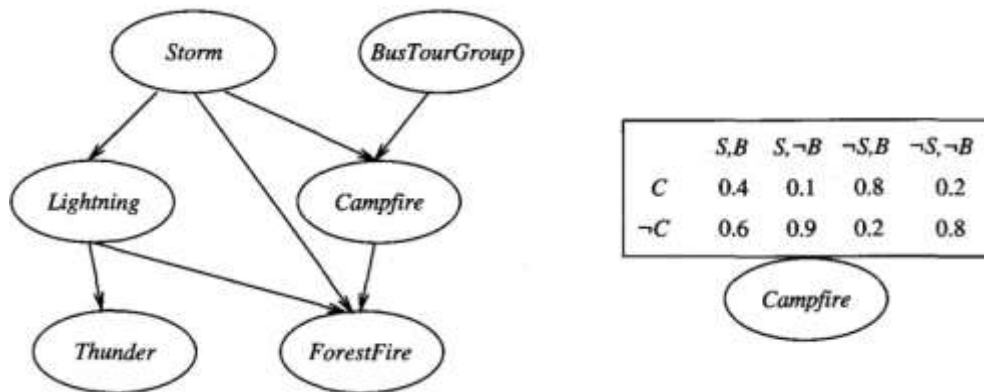 Storm
BusTourGroup
Lightning
Campfire
Thunder
ForestFire
S,B S,¬B ¬S,B ¬S,¬B
C 0.4 0.1 0.8 0.2
¬C 0.6 0.9 0.2 0.8
Campfire